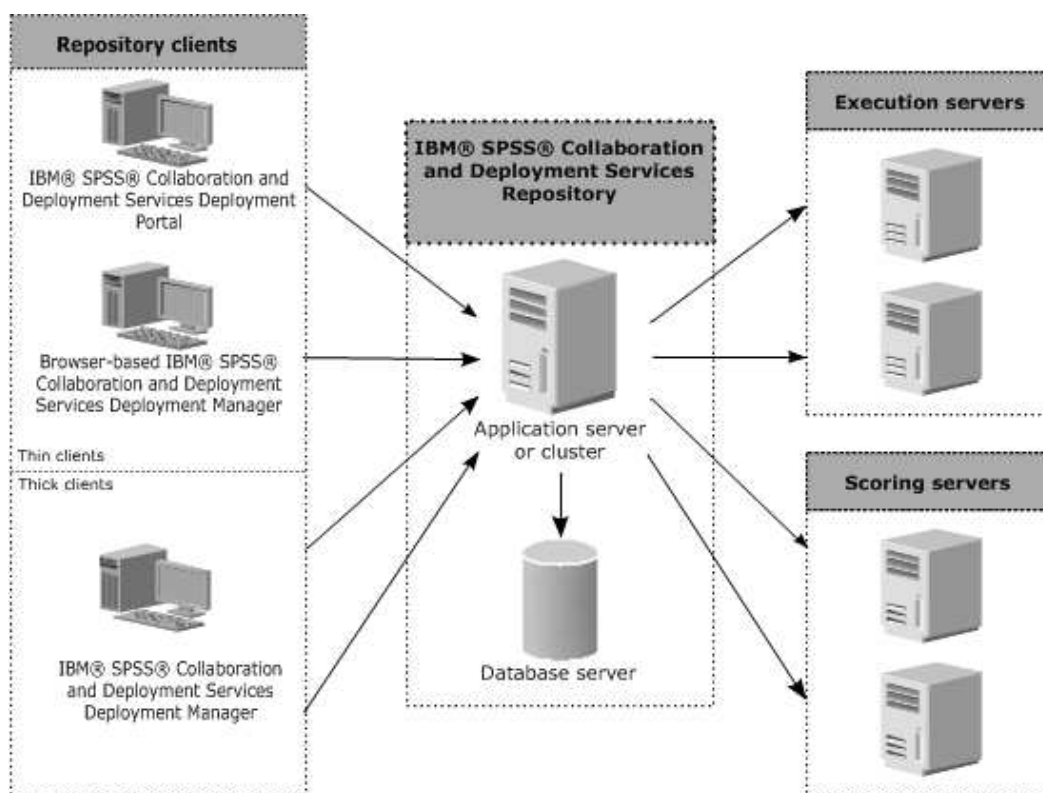 Repository clients
IBM® SPSS® Collaboration and
Deployment Services Deployment
Portal
Browser-based IBM® SPSS®
Collaboration and Deployment
Services Deployment Manager
Thin clients
Thick clients
IBM® SPSS® Collaboration
and Deployment Services
Deployment Manager
IBM® SPSS® Collaboration
and Deployment Services
Repository
Application server
or cluster
Database server
Execution servers
Scoring servers